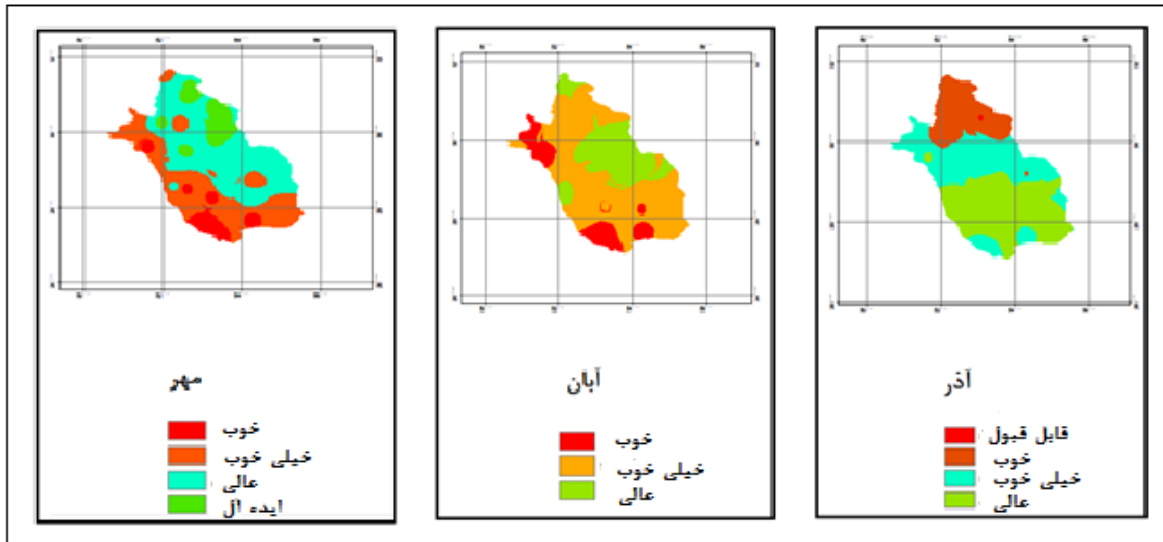 مهر
خوب
خیلی خوب
عالی
ایده آل
آبان
خوب
خیلی خوب
عالی
آذر
قابل قبول
خوب
خیلی خوب
عالی